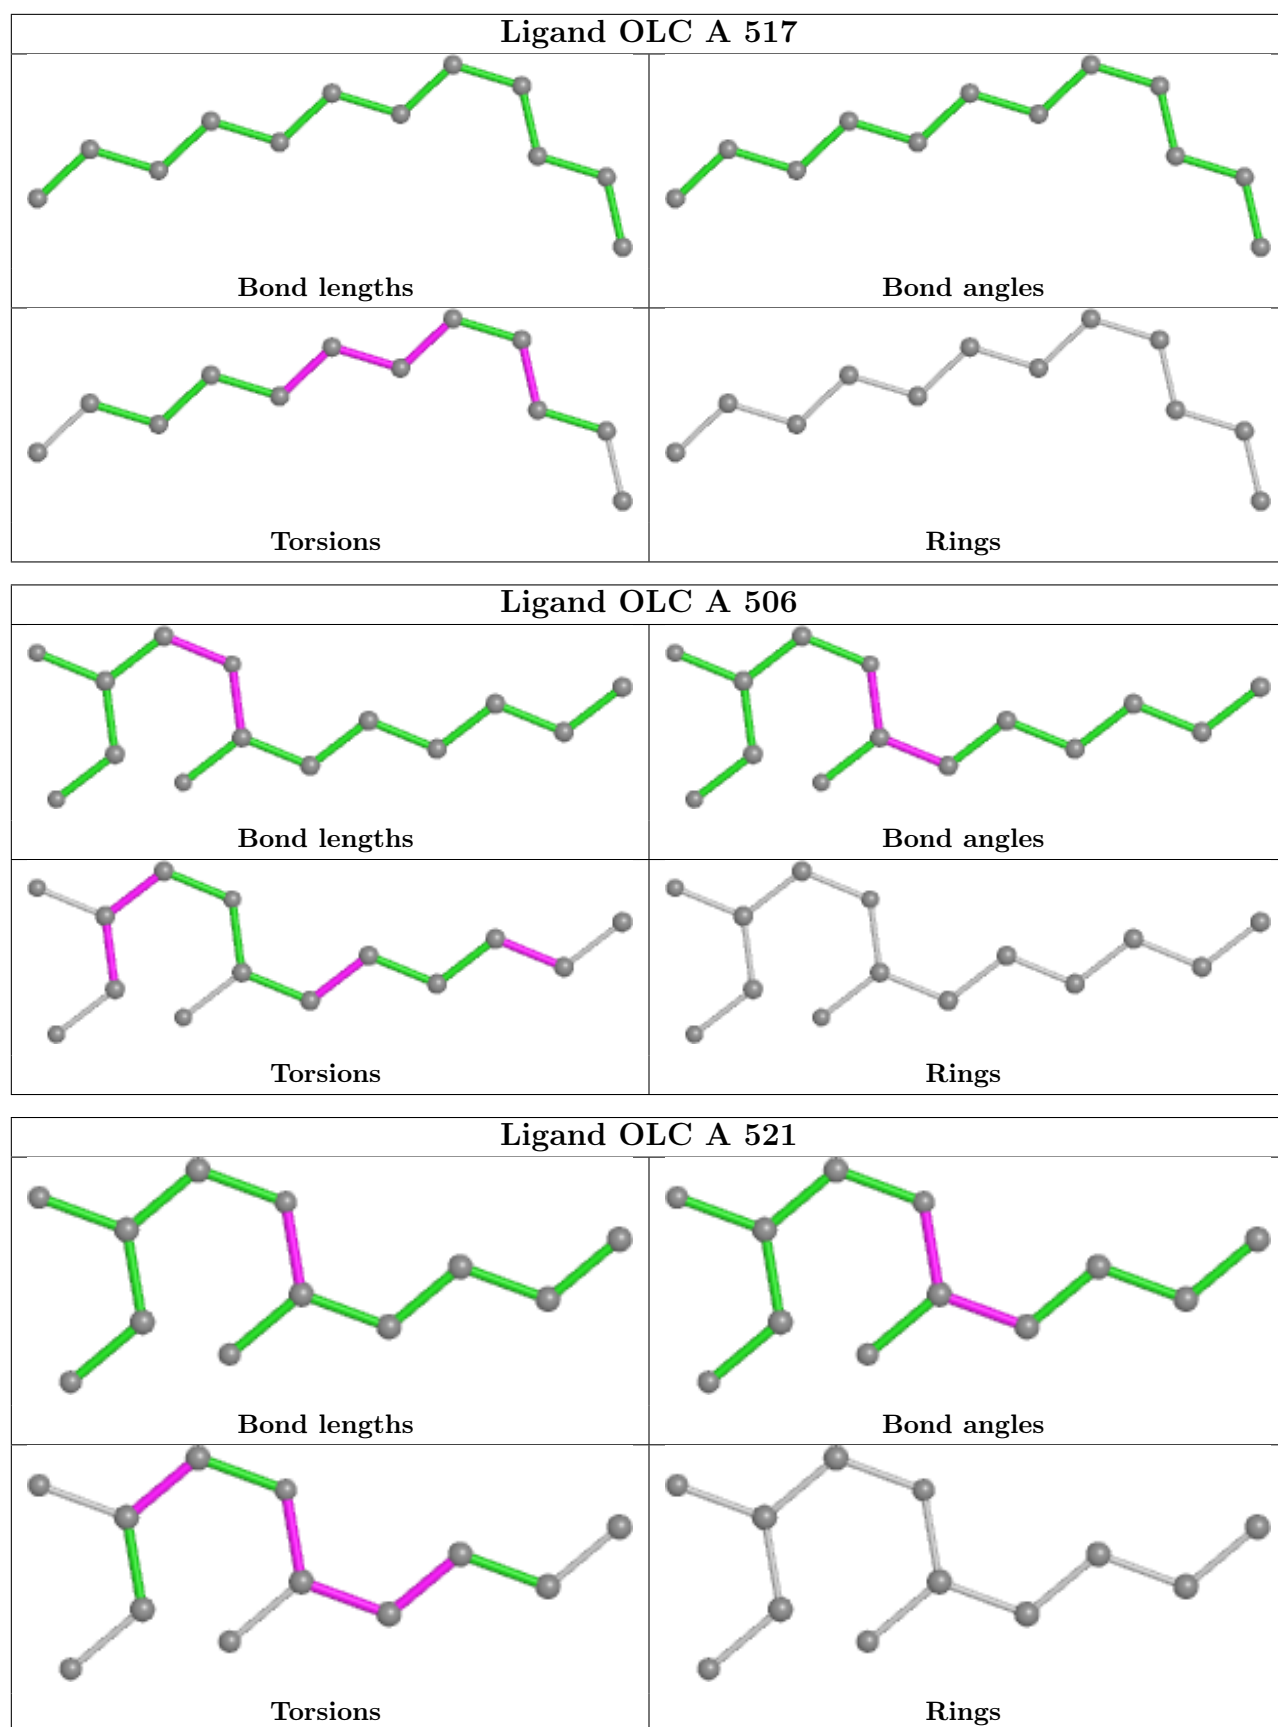 Ligand OLC A 517
Bond lengths
Bond angles
Torsions
Rings
Ligand OLC A 506
Bond lengths
Bond angles
Torsions
Rings
Ligand OLC A 521
Bond lengths
Bond angles
Torsions
Rings